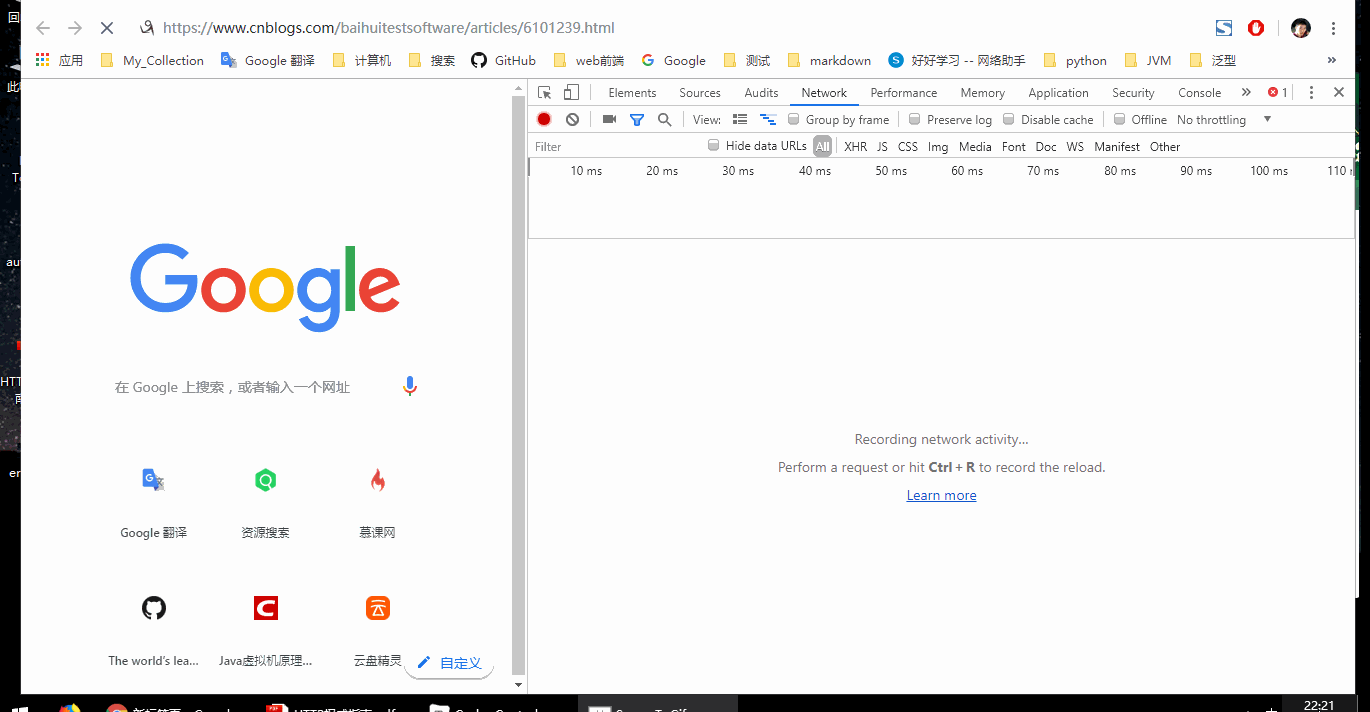 https://www.cnblogs.com/baihuitestsoftware/articles/6101239.html
应用 My_Collection Google 翻译 计算机 搜索 GitHub web前端 Google 测试 markdown 好好学习 -- 网络助手 python JVM 泛型 »
Elements Sources Audits Network Performance Memory Application Security Console » 1
View: Group by frame Preserve log Disable cache Offline No throttling
Filter Hide data URLs All XHR JS CSS Img Media Font Doc WS Manifest Other
10 ms 20 ms 30 ms 40 ms 50 ms 60 ms 70 ms 80 ms 90 ms 100 ms 110
Google
在 Google 上搜索，或者输入一个网址
Recording network activity...
Perform a request or hit Ctrl + R to record the reload.
Learn more
Google 翻译 资源搜索 慕课网
The world's lea... Java虚拟机原理... 云盘精灵
自定义
22:21